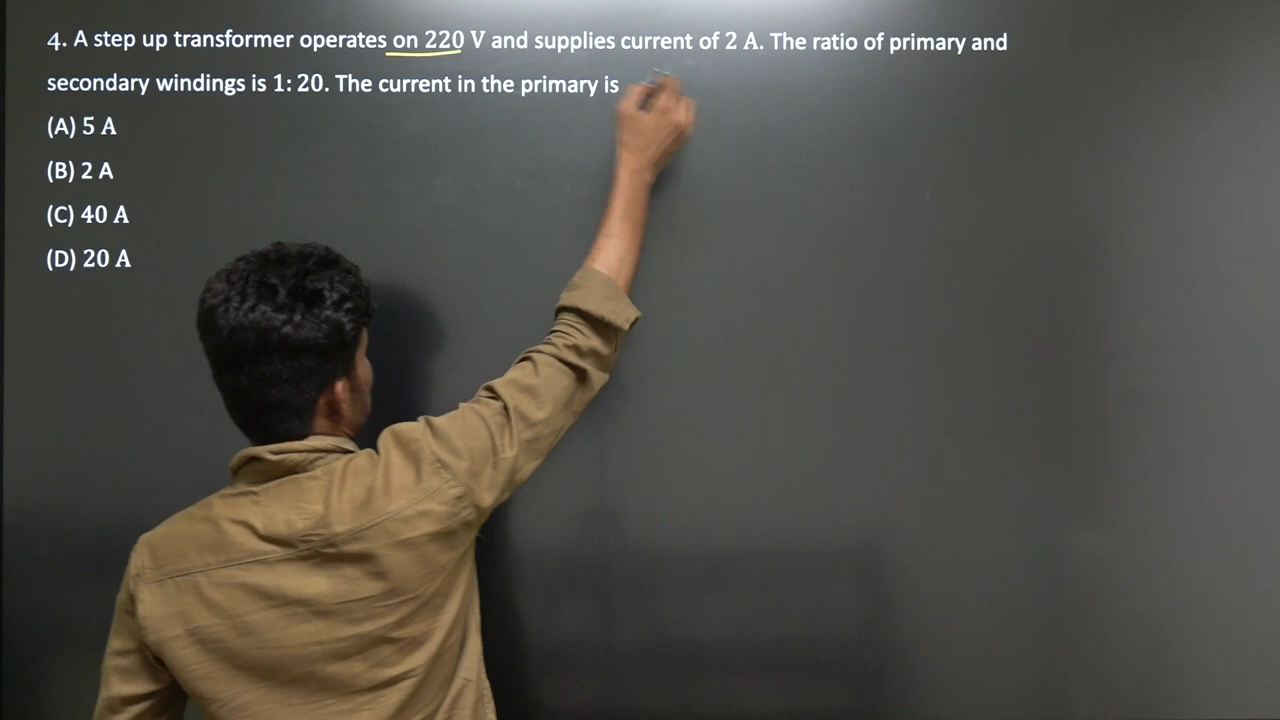 4. A step up transformer operates on 220 V and supplies current of 2 A. The ratio of primary and
secondary windings is 1: 20. The current in the primary is
(A) 5 A
(B) 2 A
(C) 40 A
(D) 20 A